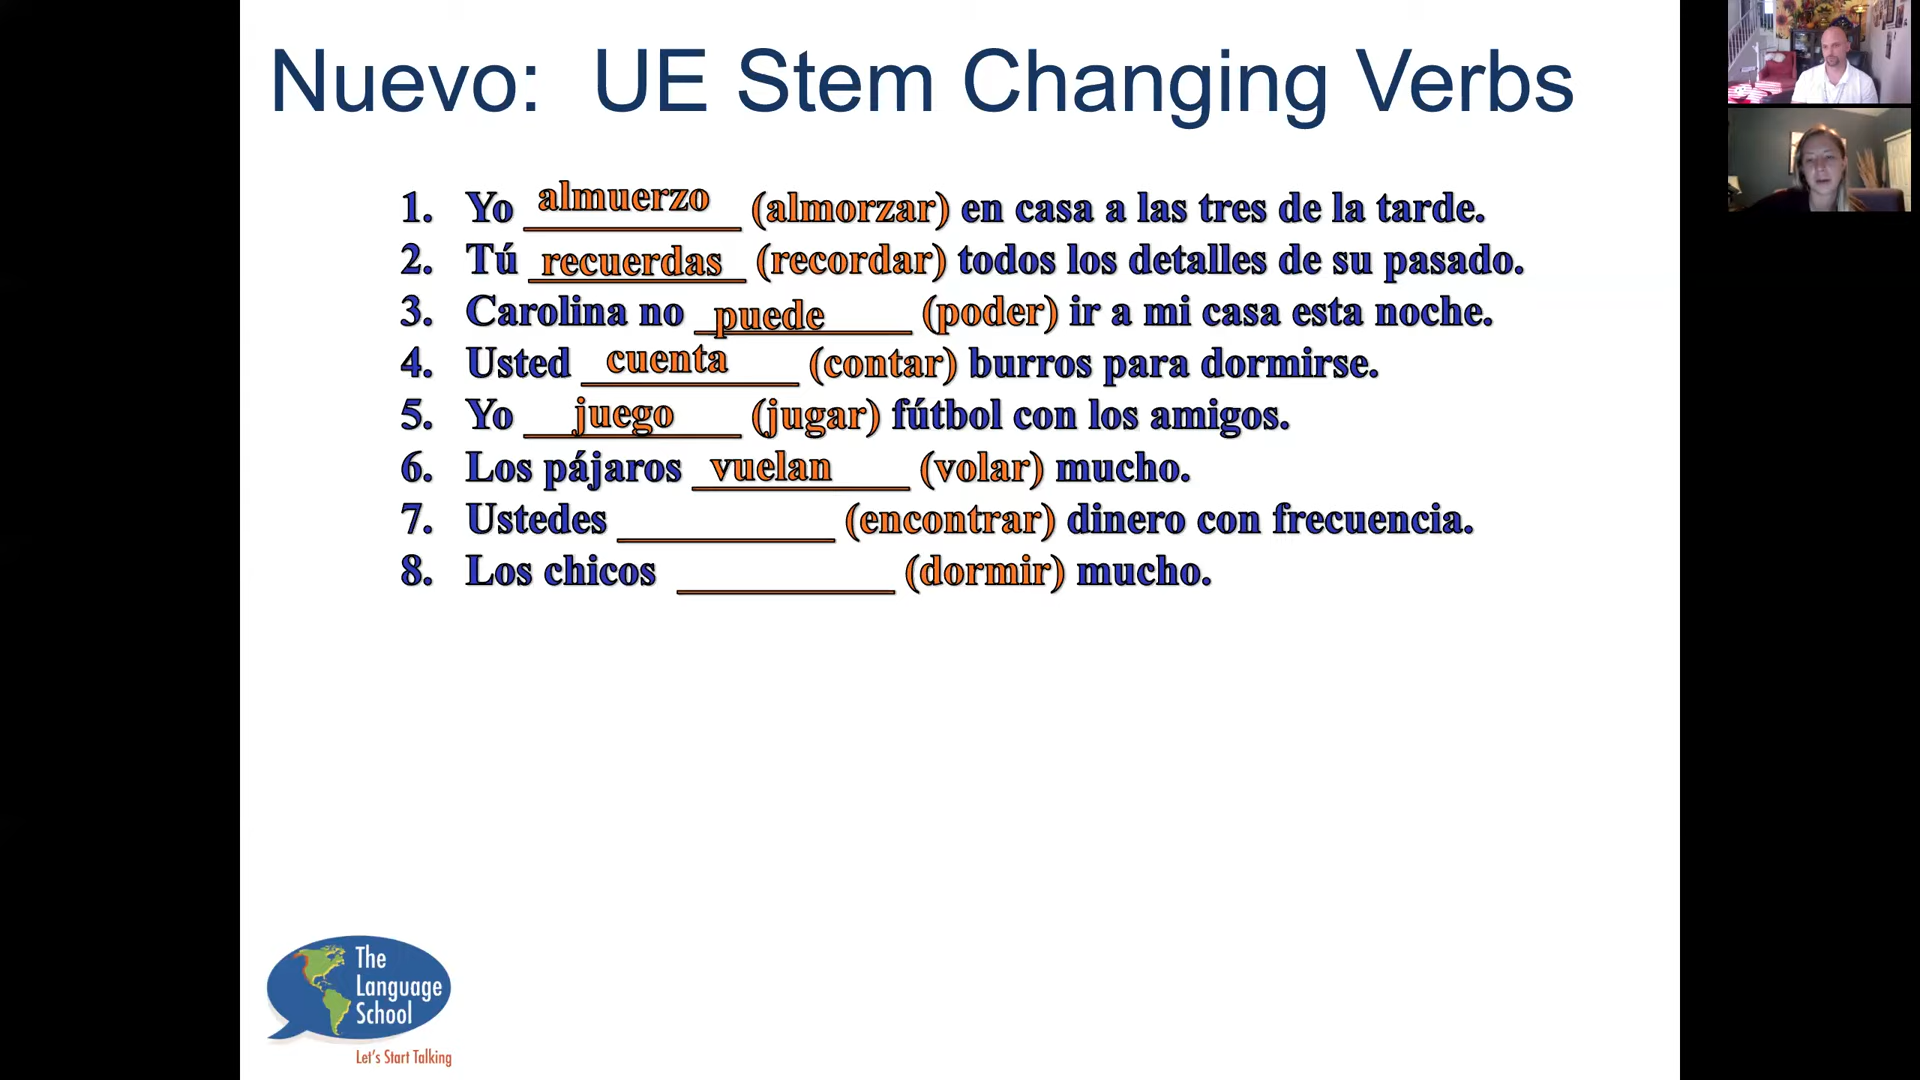 Nuevo: UE Stem Changing Verbs
1. Yo almuerzo (almorzar) en casa a las tres de la tarde.
2. Tú recuerdas (recordar) todos los detalles de su pasado.
3. Carolina no puede (poder) ir a mi casa esta noche.
4. Usted cuenta (contar) burros para dormirse.
5. Yo juego (jugar) fútbol con los amigos.
6. Los pájaros vuelan (volar) mucho.
7. Ustedes __________ (encontrar) dinero con frecuencia.
8. Los chicos __________ (dormir) mucho.
The
Language
School
Let's Start Talking